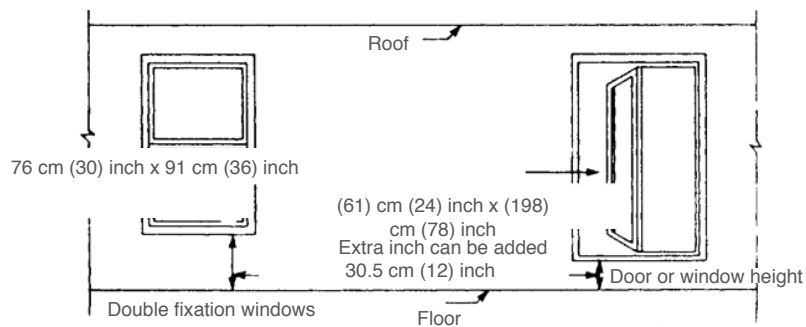 Roof
76 cm (30) inch x 91 cm (36) inch
(61) cm (24) inch x (198)
cm (78) inch
Extra inch can be added
30.5 cm (12) inch
Door or window height
Double fixation windows
Floor